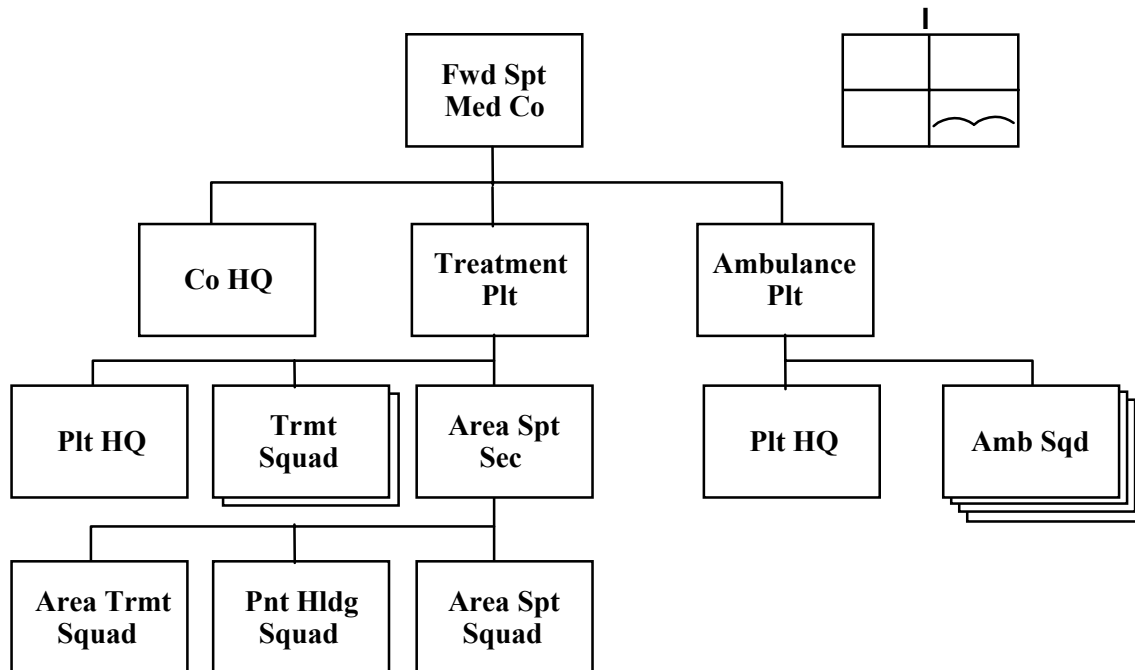 Fwd Spt
Med Co
Co HQ
Treatment
Plt
Ambulance
Plt
Plt HQ
Trmt
Squad
Area Spt
Sec
Plt HQ
Amb Sqd
Area Trmt
Squad
Pnt Hldg
Squad
Area Spt
Squad